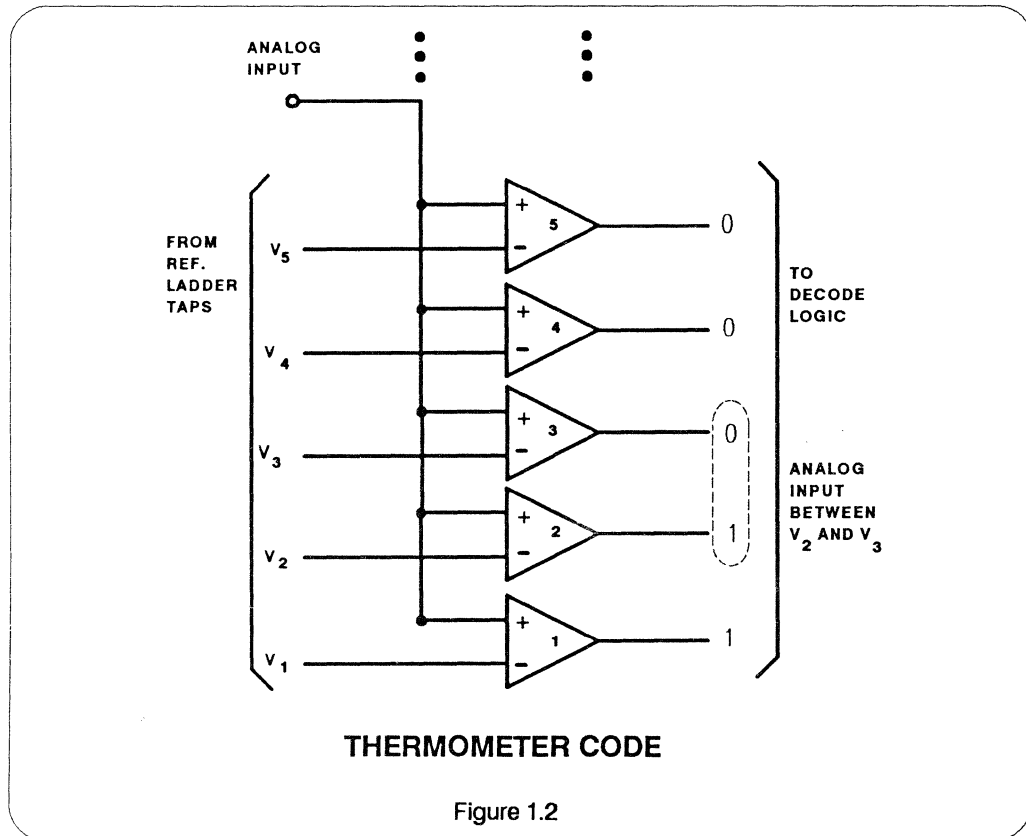 ANALOG
INPUT
+
5
0
FROM
REF.
LADDER
TAPS
V5
-
TO
DECODE
LOGIC
+
4
0
V4
-
+
3
0
V3
-
ANALOG
INPUT
BETWEEN
V2 AND V3
+
2
1
V2
-
+
1
1
V1
-
THERMOMETER CODE
Figure 1.2